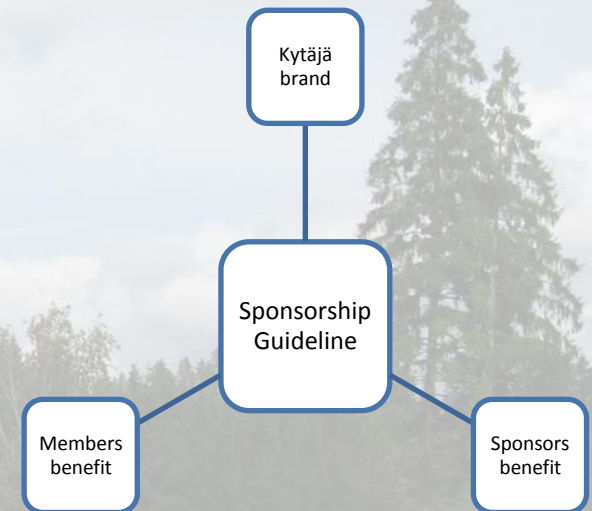 Kytäjä
brand
Sponsorship
Guideline
Members
benefit
Sponsors
benefit